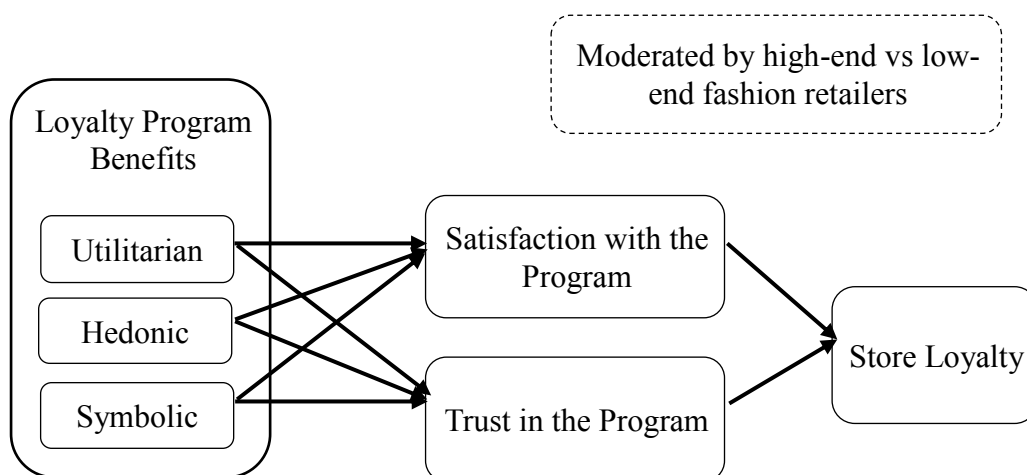 Moderated by high-end vs low-
end fashion retailers
Loyalty Program
Benefits
Utilitarian
Hedonic
Symbolic
Satisfaction with the
Program
Trust in the Program
Store Loyalty